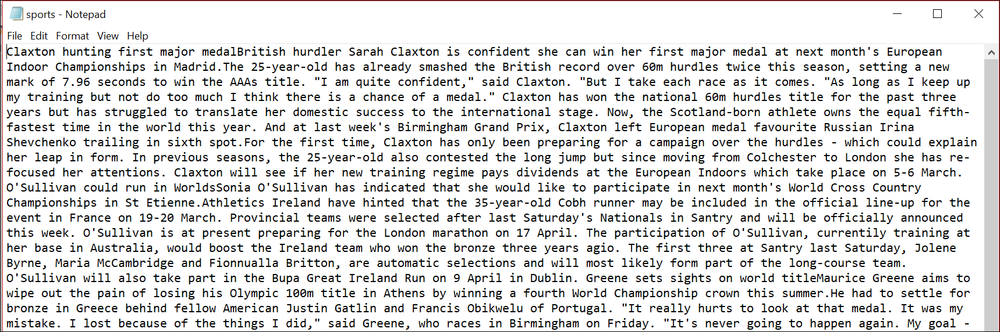 sports - Notepad
File Edit Format View Help
Claxton hunting first major medalBritish hurdler Sarah Claxton is confident she can win her first major medal at next month's European
Indoor Championships in Madrid.The 25-year-old has already smashed the British record over 60m hurdles twice this season, setting a new
mark of 7.96 seconds to win the AAAs title. "I am quite confident," said Claxton. "But I take each race as it comes. "As long as I keep up
my training but not do too much I think there is a chance of a medal." Claxton has won the national 60m hurdles title for the past three
years but has struggled to translate her domestic success to the international stage. Now, the Scotland-born athlete owns the equal fifth-
fastest time in the world this year. And at last week's Birmingham Grand Prix, Claxton left European medal favourite Russian Irina
Shevchenko trailing in sixth spot.For the first time, Claxton has only been preparing for a campaign over the hurdles - which could explain
her leap in form. In previous seasons, the 25-year-old also contested the long jump but since moving from Colchester to London she has re-
focused her attentions. Claxton will see if her new training regime pays dividends at the European Indoors which take place on 5-6 March.
O'Sullivan could run in WorldsSonia O'Sullivan has indicated that she would like to participate in next month's World Cross Country
Championships in St Etienne.Athletics Ireland have hinted that the 35-year-old Cobh runner may be included in the official line-up for the
event in France on 19-20 March. Provincial teams were selected after last Saturday's Nationals in Santry and will be officially announced
this week. O'Sullivan is at present preparing for the London marathon on 17 April. The participation of O'Sullivan, currentily training at
her base in Australia, would boost the Ireland team who won the bronze three years agio. The first three at Santry last Saturday, Jolene
Byrne, Maria McCambridge and Fionnualla Britton, are automatic selections and will most likely form part of the long-course team.
O'Sullivan will also take part in the Bupa Great Ireland Run on 9 April in Dublin. Greene sets sights on world titleMaurice Greene aims to
wipe out the pain of losing his Olympic 100m title in Athens by winning a fourth World Championship crown this summer.He had to settle for
bronze in Greece behind fellow American Justin Gatlin and Francis Obikwelu of Portugal. "It really hurts to look at that medal. It was my
mistake. I lost because of the things I did," said Greene, who races in Birmingham on Friday. "It's never going to happen again. My goal -